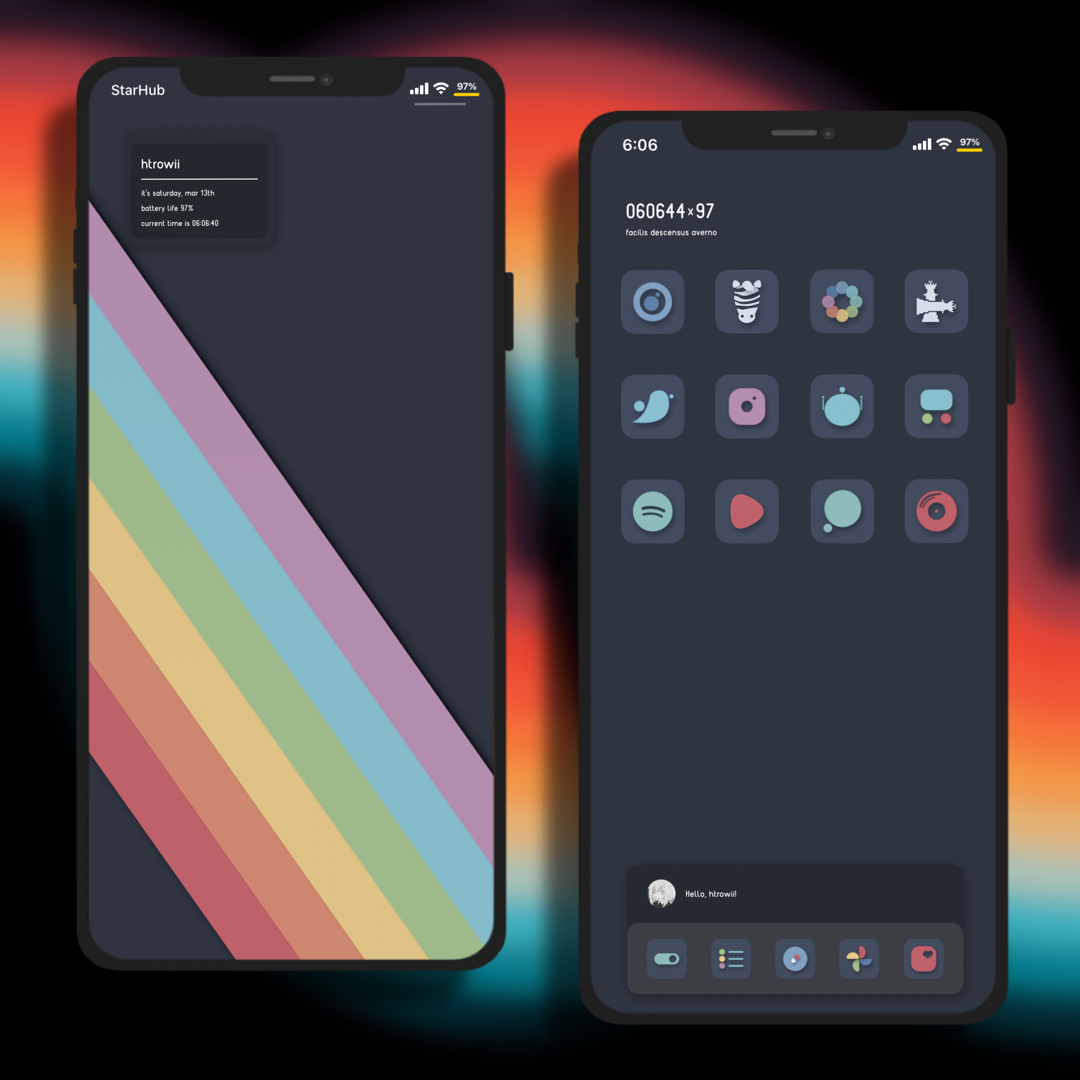 StarHub
97%
htrowii
it's saturday, mar 13th
battery life 97%
current time is 06:06:40
6:06
97%
060644×97
facilis descensus averno
Hello, htrowii!